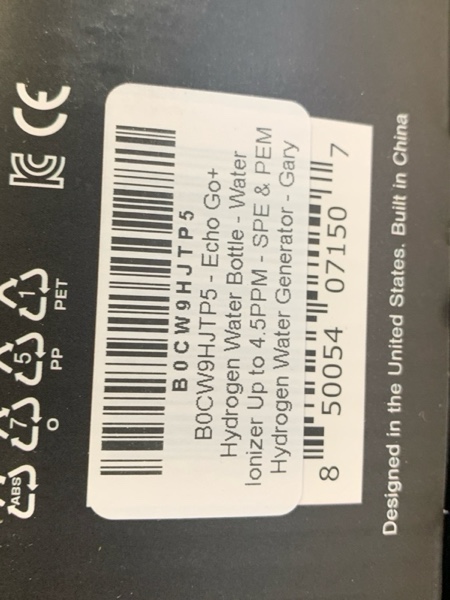 B0CW9HJTP5
B0CW9HJTP5 - Echo Go+
Hydrogen Water Bottle - Water
Ionizer Up to 4.5PPM - SPE & PEM
Hydrogen Water Generator - Gary
8 50054 07150 7
Designed in the United States. Built in China
CE
ABS
7
O
5
PP
1
PET